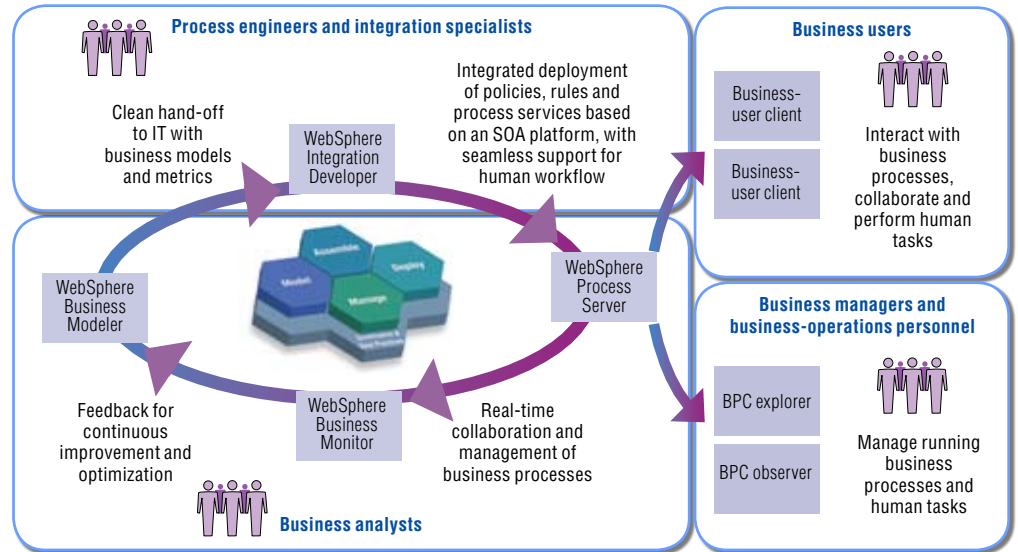 Process engineers and integration specialists
Clean hand-off
to IT with
business models
and metrics
WebSphere
Integration
Developer
Integrated deployment
of policies, rules and
process services based
on an SOA platform, with
seamless support for
human workflow
Business users
Business-
user client
Business-
user client
Interact with
business
processes,
collaborate and
perform human
tasks
WebSphere
Business
Modeler
Assemble
Model
Deploy
Manage
WebSphere
Process
Server
Feedback for
continuous
improvement and
optimization
WebSphere
Business
Monitor
Real-time
collaboration and
management of
business processes
Business analysts
Business managers and
business-operations personnel
BPC explorer
BPC observer
Manage running
business
processes and
human tasks